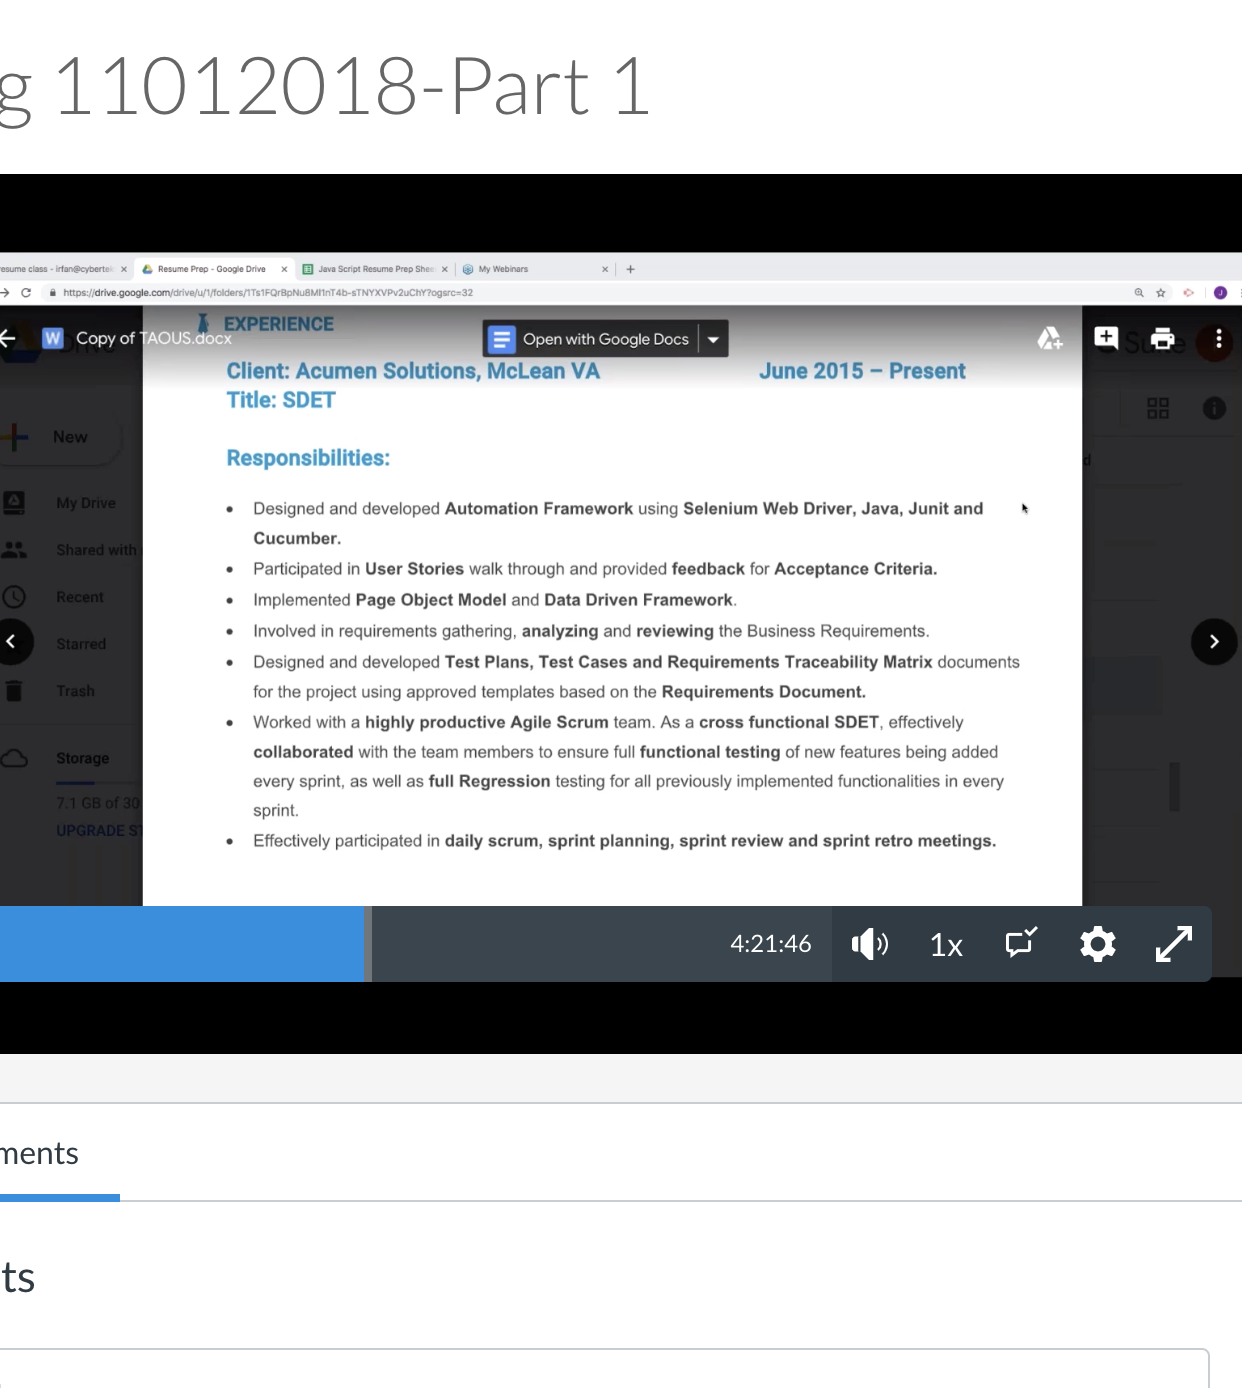 g 11012018-Part 1
esume class - irfan@cybertek
Resume Prep - Google Drive
Java Script Resume Prep Shee
My Webinars
https://drive.google.com/drive/u/1/folders/1Ts1FQrBpNu8MI1nT4b-sTNYXVPv2uChY?ogsrc=32
EXPERIENCE
W Copy of TAOUS.docx
Open with Google Docs
Client: Acumen Solutions, McLean VA June 2015 – Present
Title: SDET
New
Responsibilities:
My Drive
Shared with
Recent
Starred
Trash
Storage
7.1 GB of 30
UPGRADE ST
• Designed and developed Automation Framework using Selenium Web Driver, Java, Junit and
Cucumber.
• Participated in User Stories walk through and provided feedback for Acceptance Criteria.
• Implemented Page Object Model and Data Driven Framework.
• Involved in requirements gathering, analyzing and reviewing the Business Requirements.
• Designed and developed Test Plans, Test Cases and Requirements Traceability Matrix documents
for the project using approved templates based on the Requirements Document.
• Worked with a highly productive Agile Scrum team. As a cross functional SDET, effectively
collaborated with the team members to ensure full functional testing of new features being added
every sprint, as well as full Regression testing for all previously implemented functionalities in every
sprint.
• Effectively participated in daily scrum, sprint planning, sprint review and sprint retro meetings.
4:21:46
1x
ments
ts